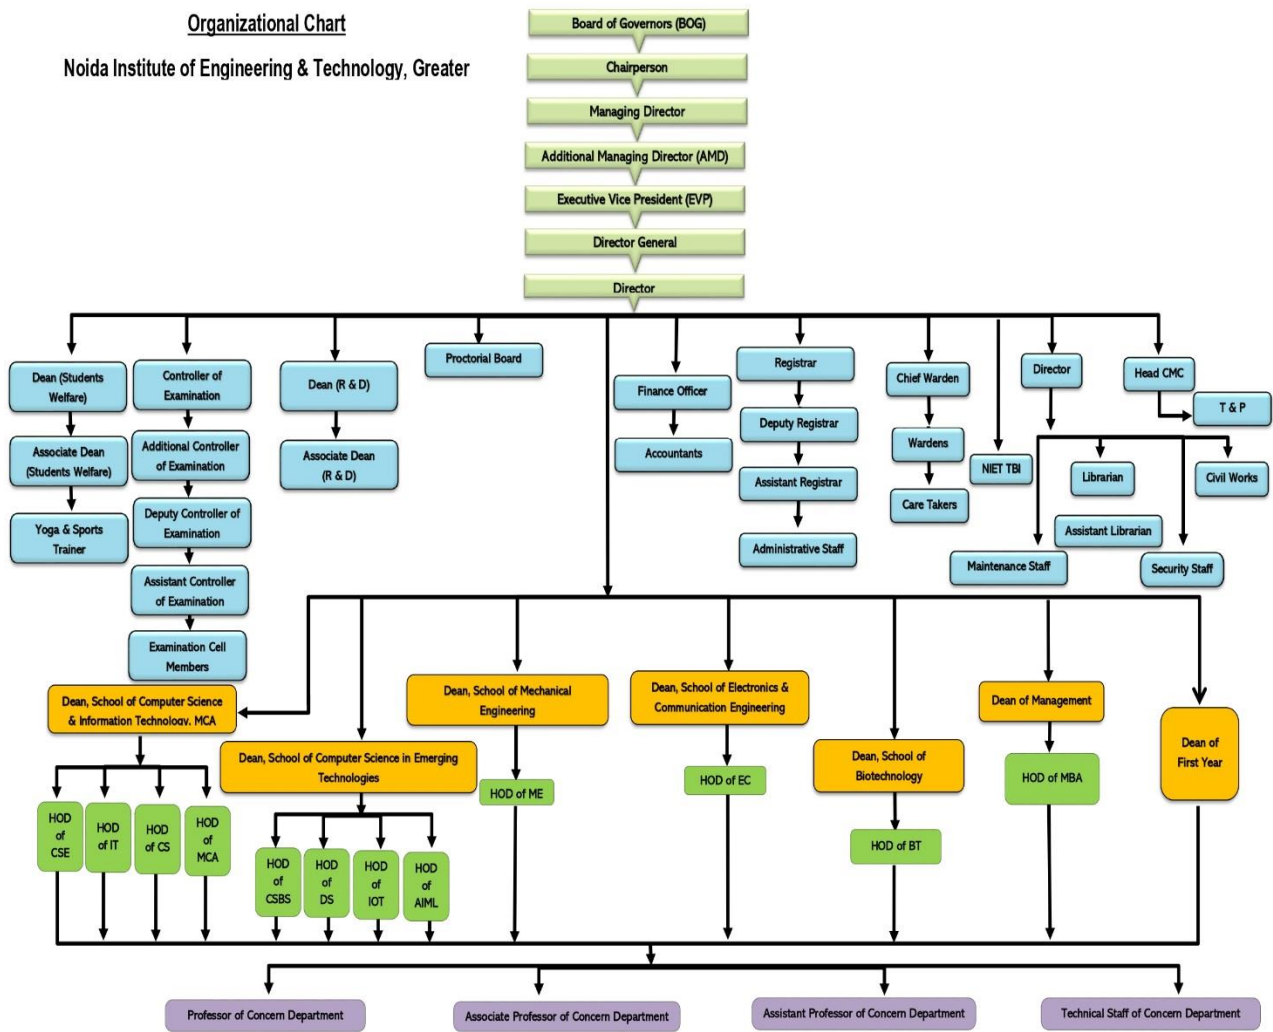 Organizational Chart
Noida Institute of Engineering & Technology, Greater
Board of Governors (BOG)
Chairperson
Managing Director
Additional Managing Director (AMD)
Executive Vice President (EVP)
Director General
Director
Dean (Students
Welfare)
Associate Dean
(Students Welfare)
Yoga & Sports
Trainer
Controller of
Examination
Additional Controller
of Examination
Deputy Controller of
Examination
Assistant Controller
of Examination
Examination Cell
Members
Dean (R & D)
Associate Dean
(R & D)
Proctorial Board
Finance Officer
Accountants
Registrar
Deputy Registrar
Assistant Registrar
Administrative Staff
Chief Warden
Wardens
Care Takers
NIET TBI
Director
Librarian
Assistant Librarian
Maintenance Staff
Security Staff
Civil Works
Head CMC
T & P
Dean, School of Computer Science
& Information Technology, MCA
HOD
of
CSE
HOD
of IT
HOD
of CS
HOD
of
MCA
Dean, School of Computer Science in Emerging
Technologies
HOD
of
CSBS
HOD
of
DS
HOD
of
IOT
HOD
of
AIML
Dean, School of Mechanical
Engineering
HOD of ME
Dean, School of Electronics &
Communication Engineering
HOD of EC
Dean, School of
Biotechnology
HOD of BT
Dean of Management
HOD of MBA
Dean of
First Year
Professor of Concern Department
Associate Professor of Concern Department
Assistant Professor of Concern Department
Technical Staff of Concern Department